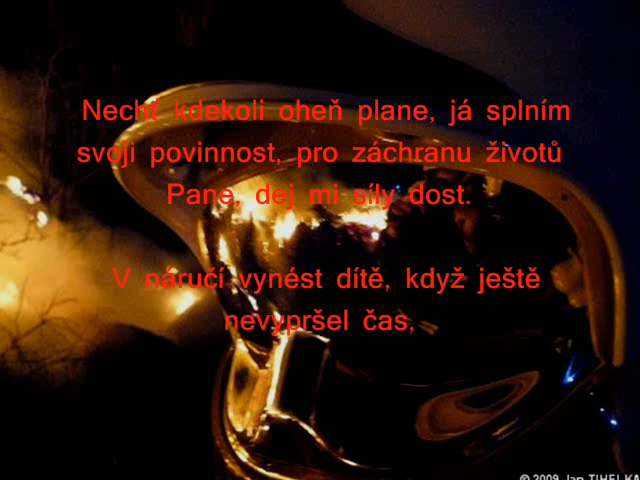 Nechť kdekoli oheň plane, já splním
svoji povinnost, pro záchranu životů
Pane, dej mi síly dost.
V náručí vynést dítě, když ještě
nevypršel čas,
© 2009 Jan TIHELKA